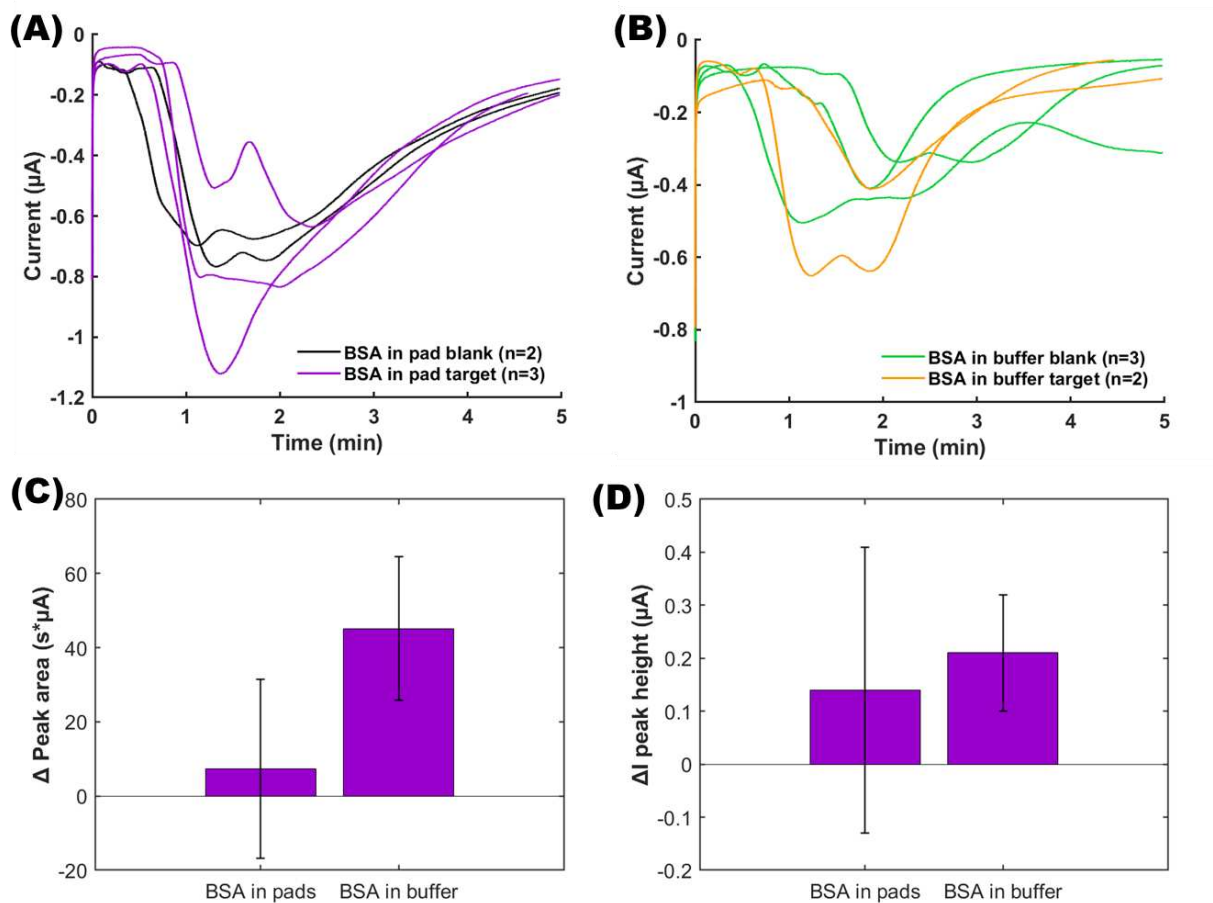 (A)
0
-0.2
-0.4
-0.6
-0.8
-1
-1.2
Current (µA)
BSA in pad blank (n=2)
BSA in pad target (n=3)
0 1 2 3 4 5
Time (min)
(B)
0
-0.2
-0.4
-0.6
-0.8
-1
Current (µA)
BSA in buffer blank (n=3)
BSA in buffer target (n=2)
0 1 2 3 4 5
Time (min)
(C)
80
60
40
20
0
-20
Δ Peak area (s*µA)
BSA in pads BSA in buffer
(D)
0.5
0.4
0.3
0.2
0.1
0
-0.1
-0.2
ΔI peak height (µA)
BSA in pads BSA in buffer